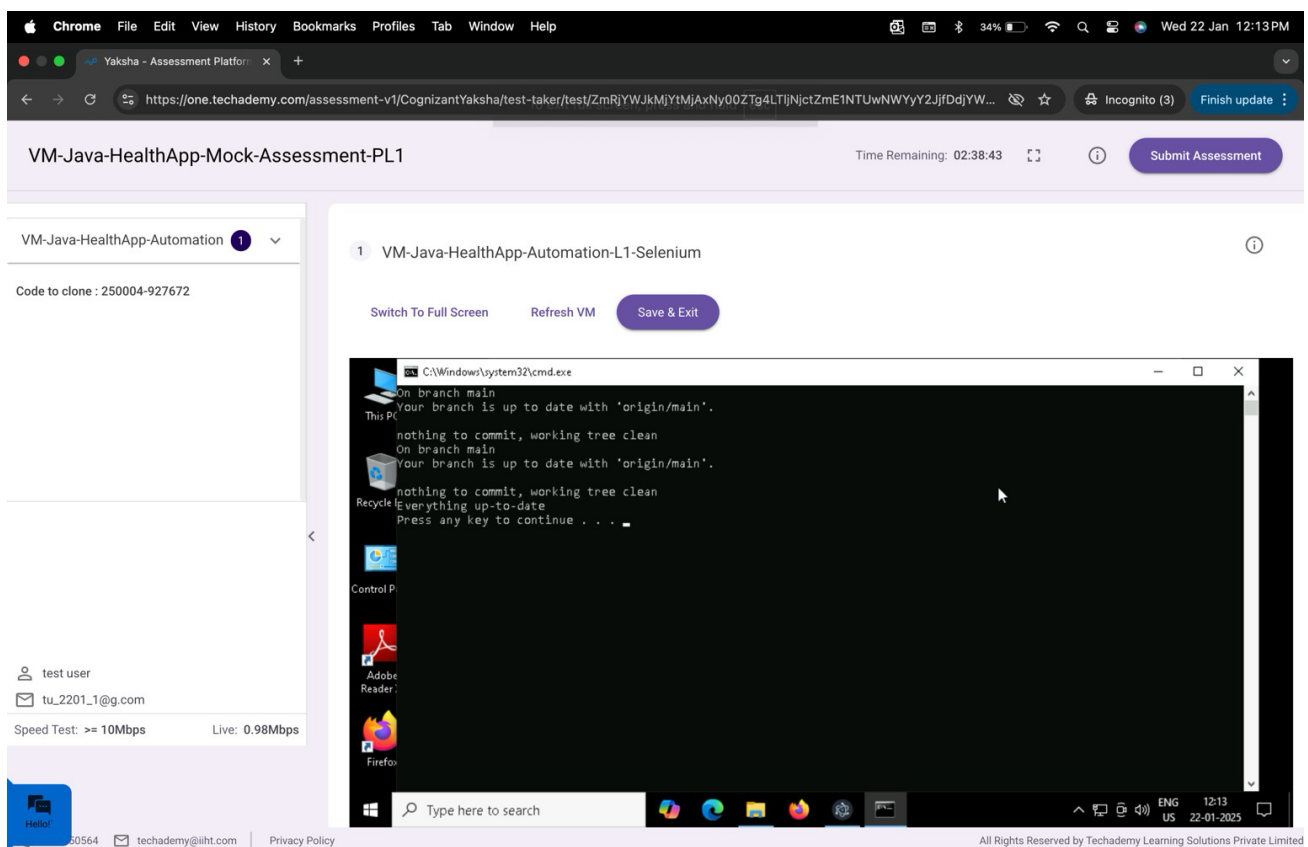 Chrome File Edit View History Bookmarks Profiles Tab Window Help
34% Wed 22 Jan 12:13 PM
Yaksha - Assessment Platform
https://one.techademy.com/assessment-v1/CognizantYaksha/test-taker/test/ Incognito (3) Finish update
VM-Java-HealthApp-Mock-Assessment-PL1
Time Remaining: 02:38:43 Submit Assessment
VM-Java-HealthApp-Automation 1
Code to clone : 250004-927672
1 VM-Java-HealthApp-Automation-L1-Selenium
Switch To Full Screen Refresh VM Save & Exit
C:\Windows\system32\cmd.exe
On branch main
Your branch is up to date with 'origin/main'.
nothing to commit, working tree clean
On branch main
Your branch is up to date with 'origin/main'.
nothing to commit, working tree clean
Everything up-to-date
Press any key to continue . . .
This PC
Recycle
Control P
Adobe
Reader
Firefox
Type here to search
ENG
US
12:13
22-01-2025
test user
tu_2201_1@g.com
Speed Test: >= 10Mbps Live: 0.98Mbps
Hello!
50564 techademy@iiht.com Privacy Policy
All Rights Reserved by Techademy Learning Solutions Private Limited